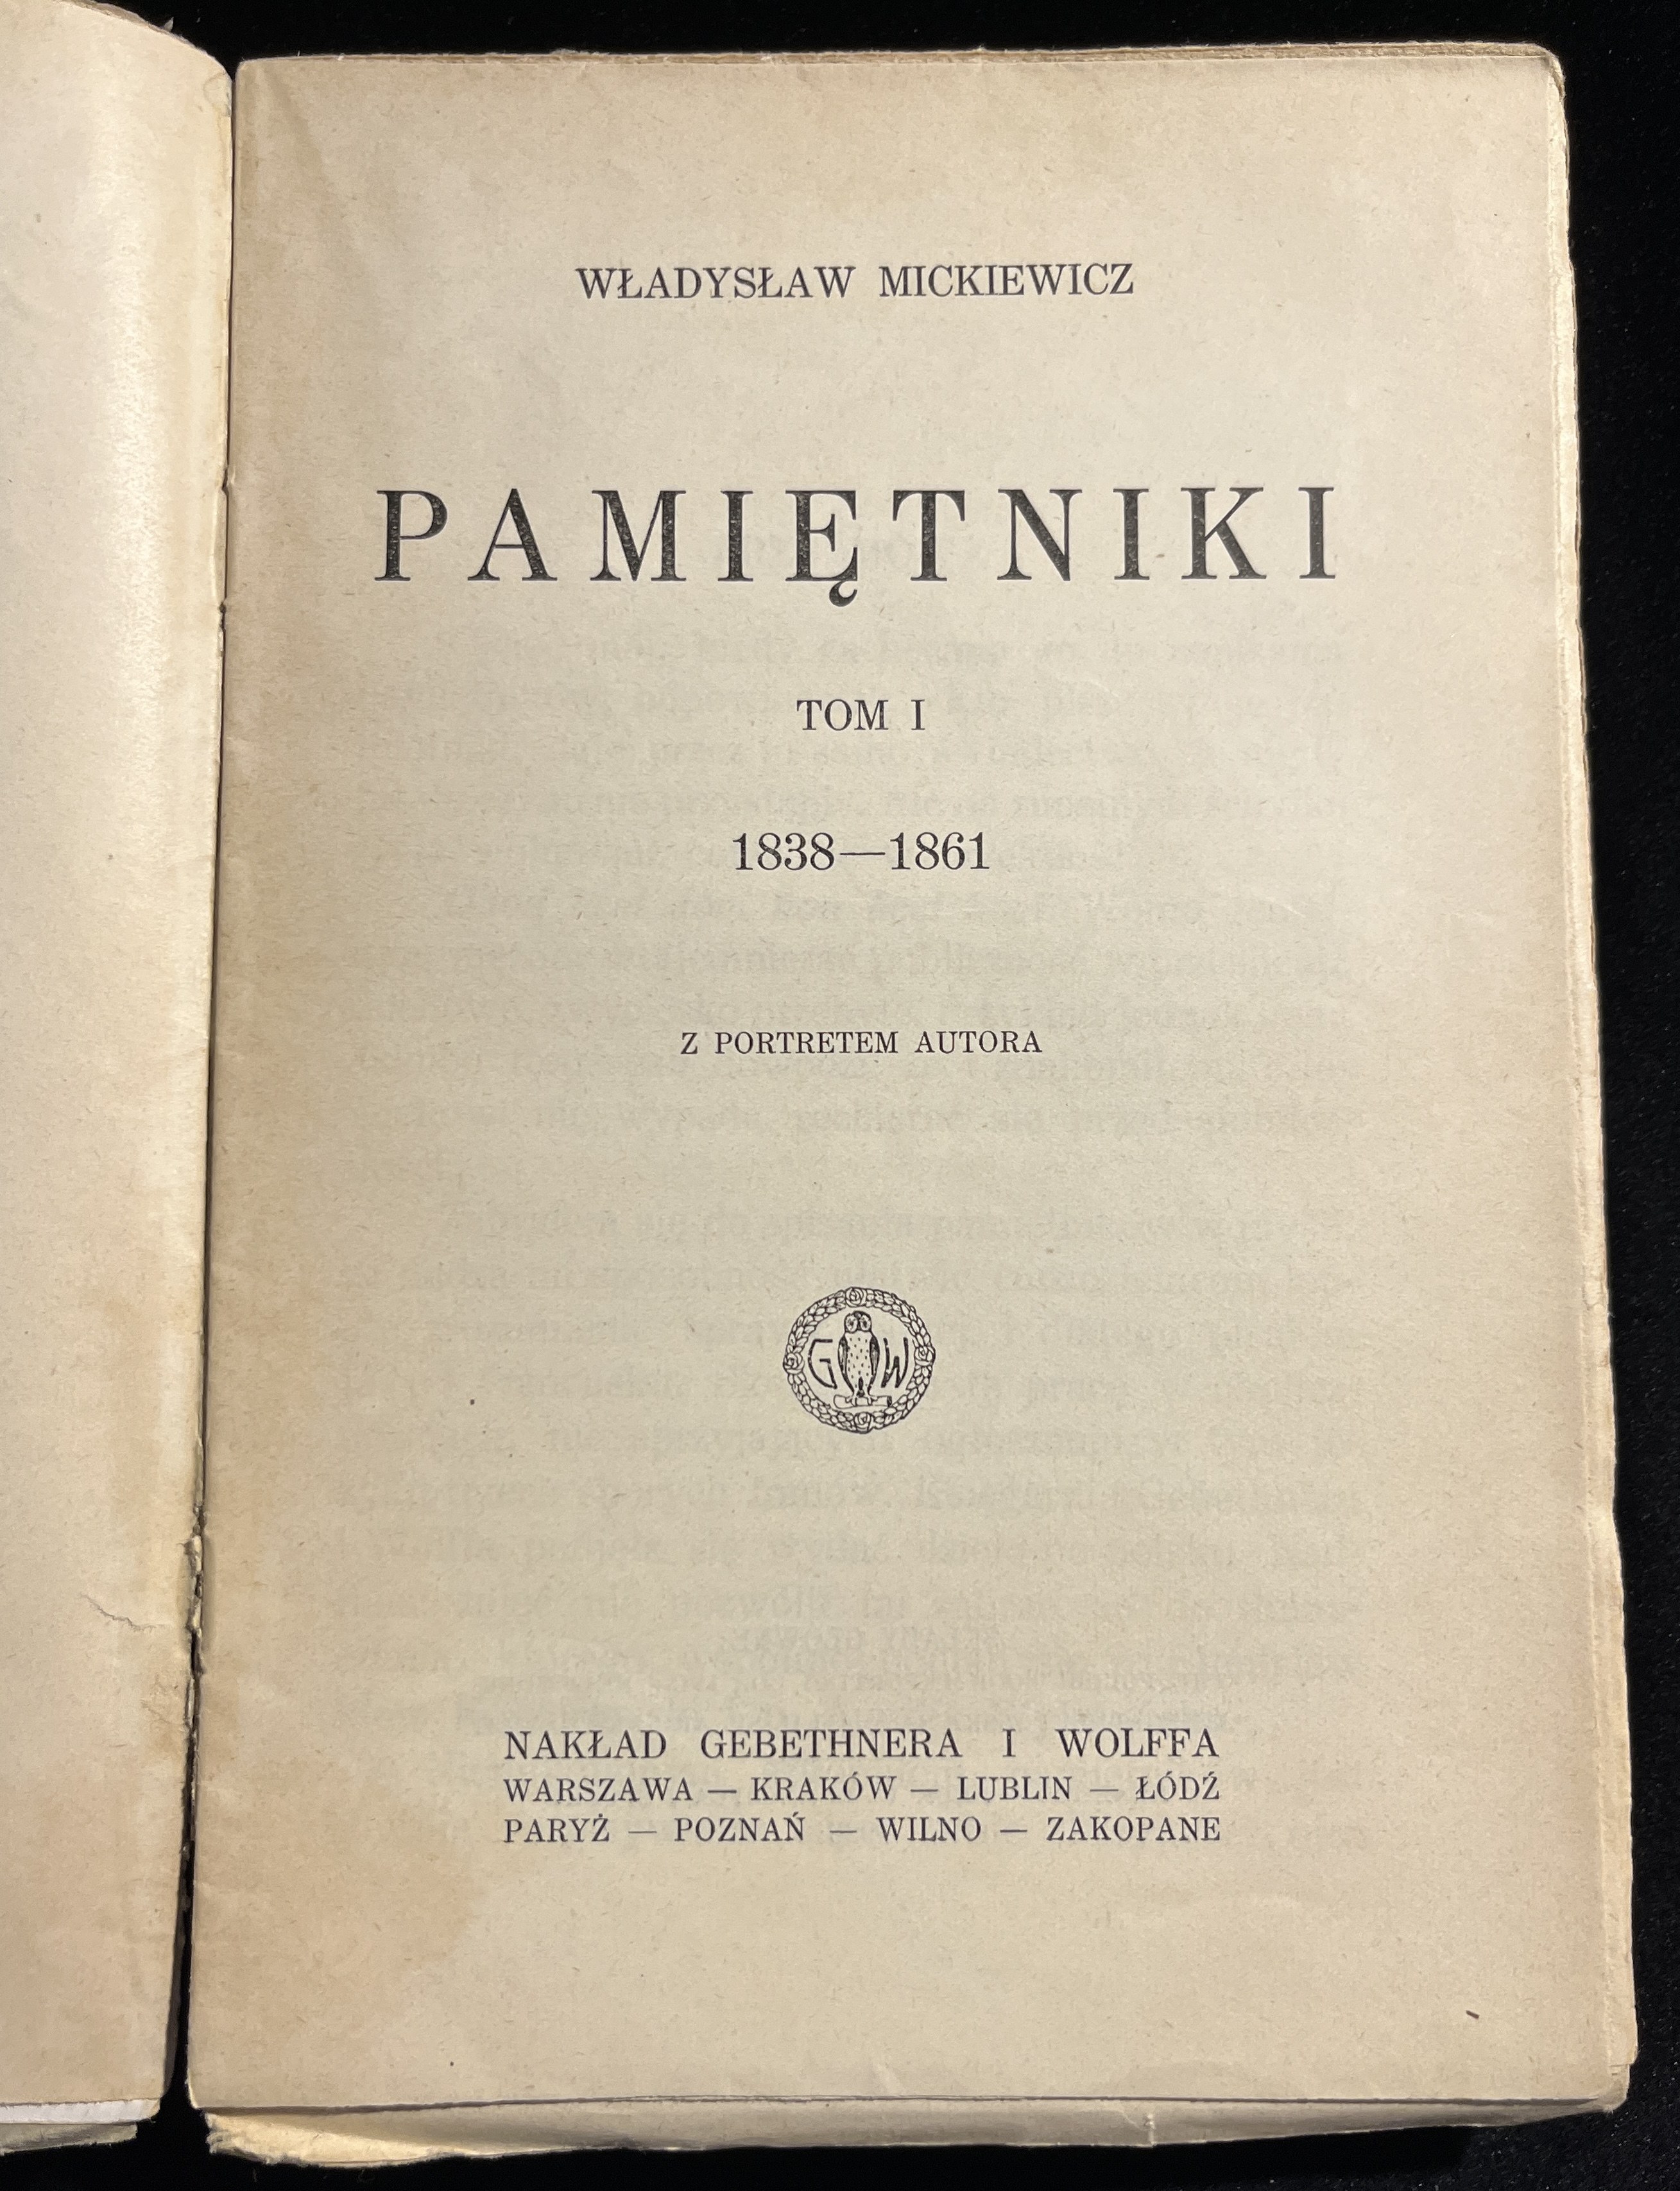 WŁADYSŁAW MICKIEWICZ
PAMIĘTNIKI
TOM I
1838—1861
Z PORTRETEM AUTORA
G W
NAKŁAD GEBETHNERA I WOLFFA
WARSZAWA — KRAKÓW — LUBLIN — ŁÓDŹ
PARYŻ — POZNAŃ — WILNO — ZAKOPANE